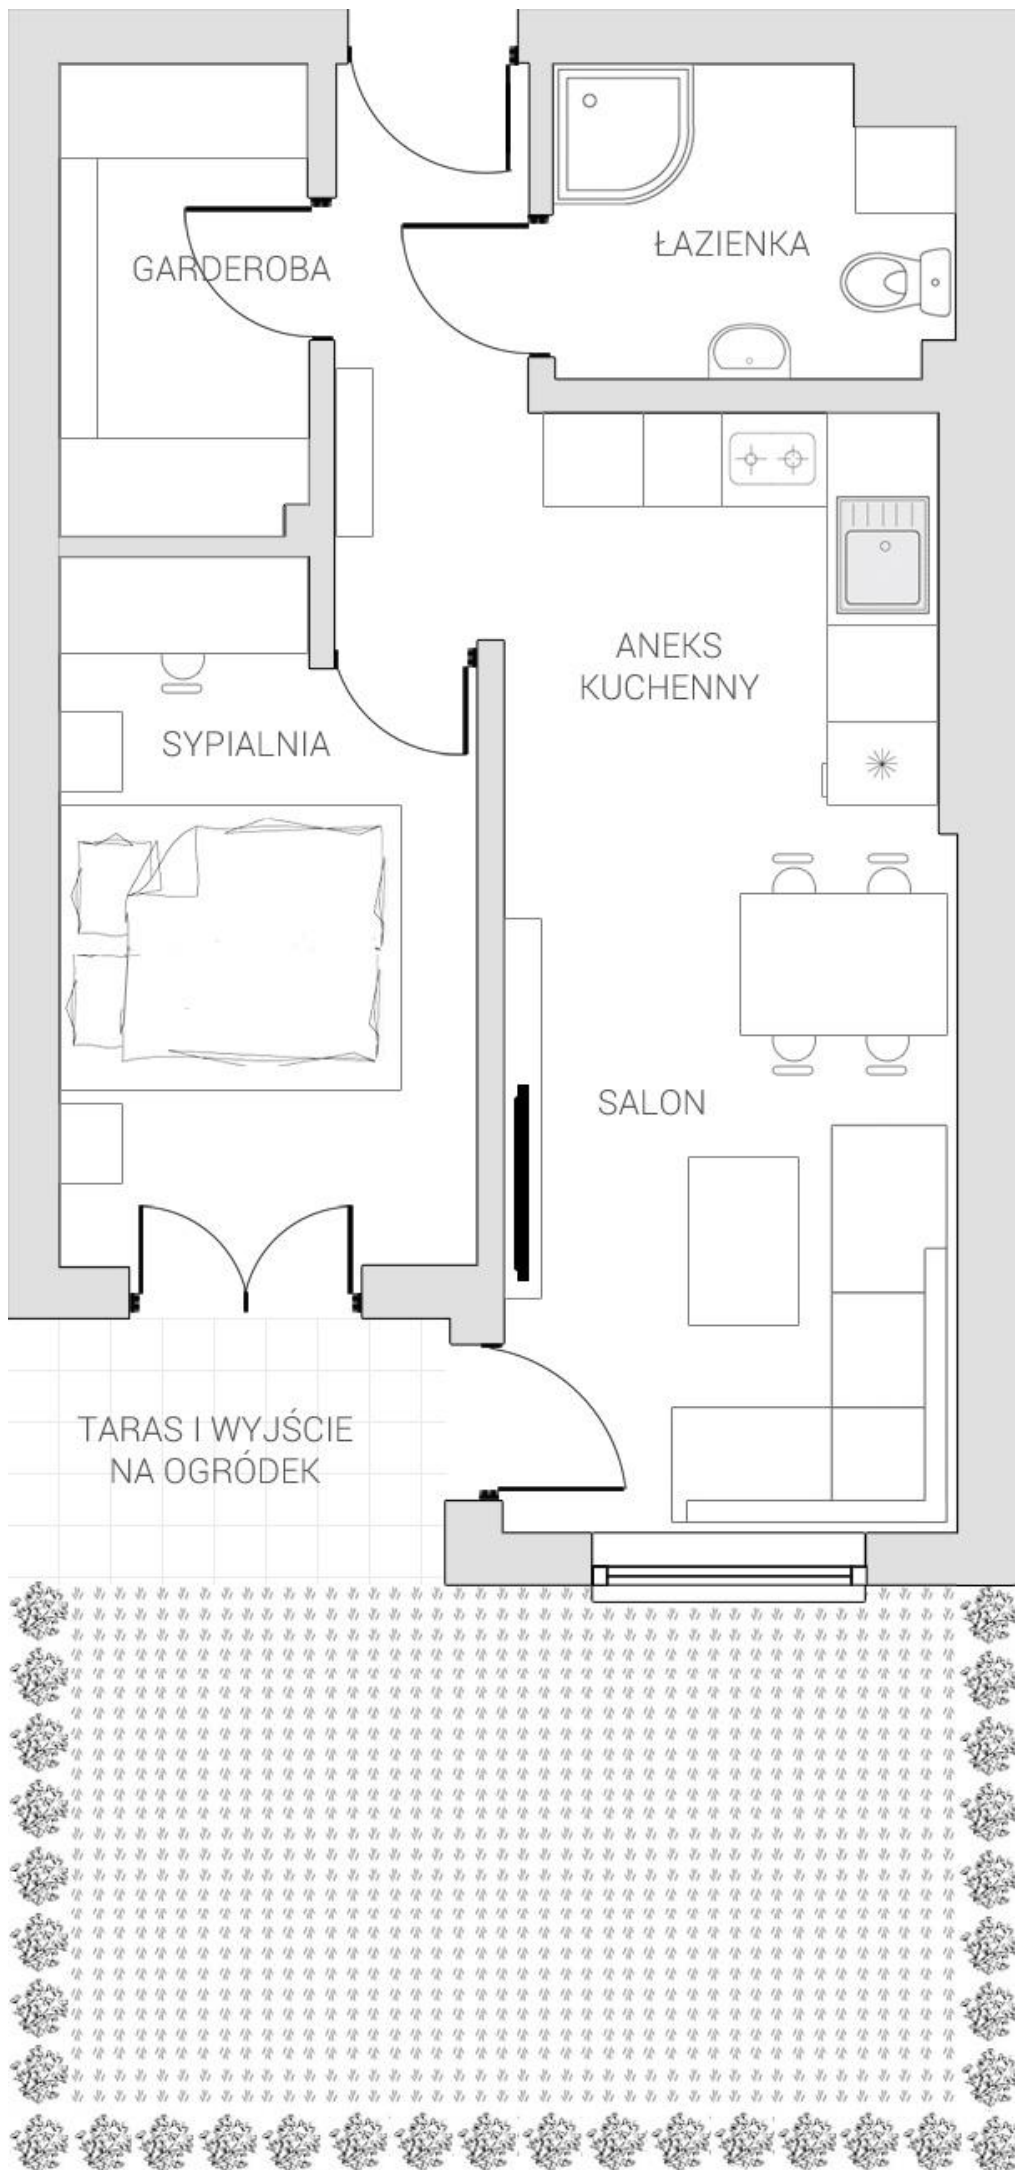 ŁAZIENKA
GARDEROBA
ANEKS
KUCHENNY
SYPIALNIA
SALON
TARAS I WYJŚCIE
NA OGRÓDEK